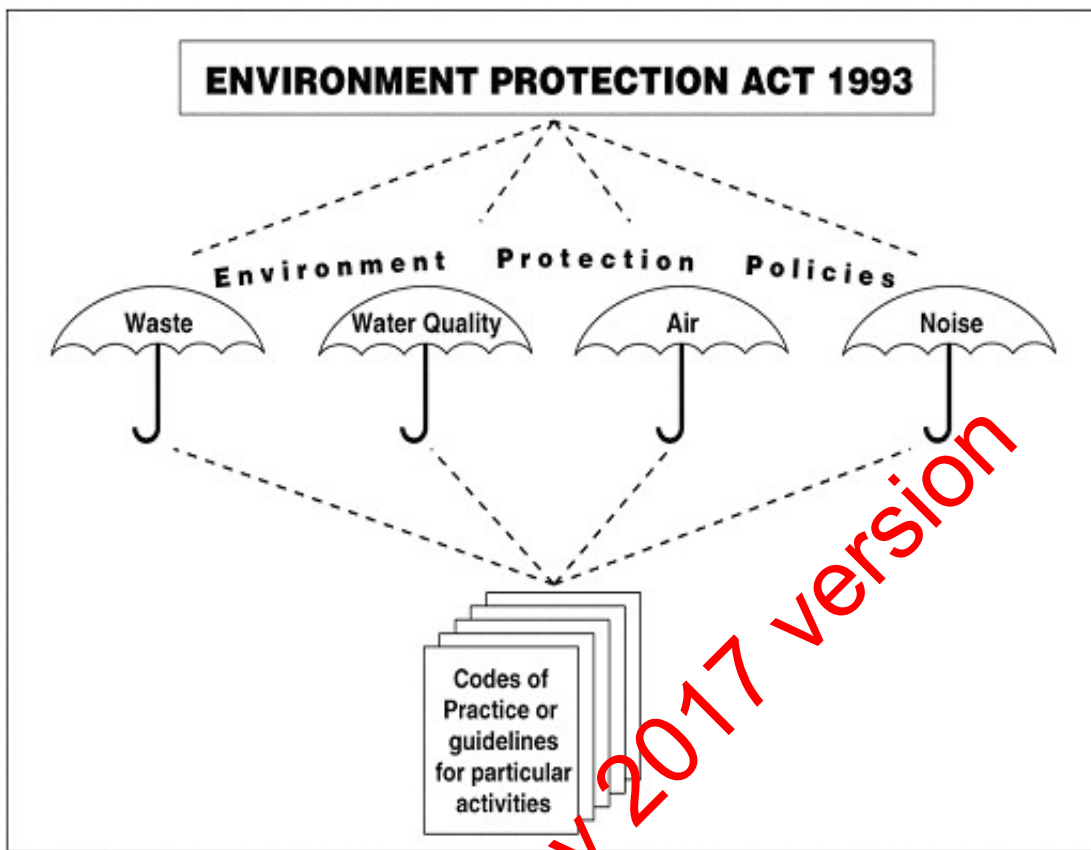 ENVIRONMENT PROTECTION ACT 1993
Environment Protection Policies
Waste
Water Quality
Air
Noise
Codes of
Practice or
guidelines
for particular
activities
2017 version